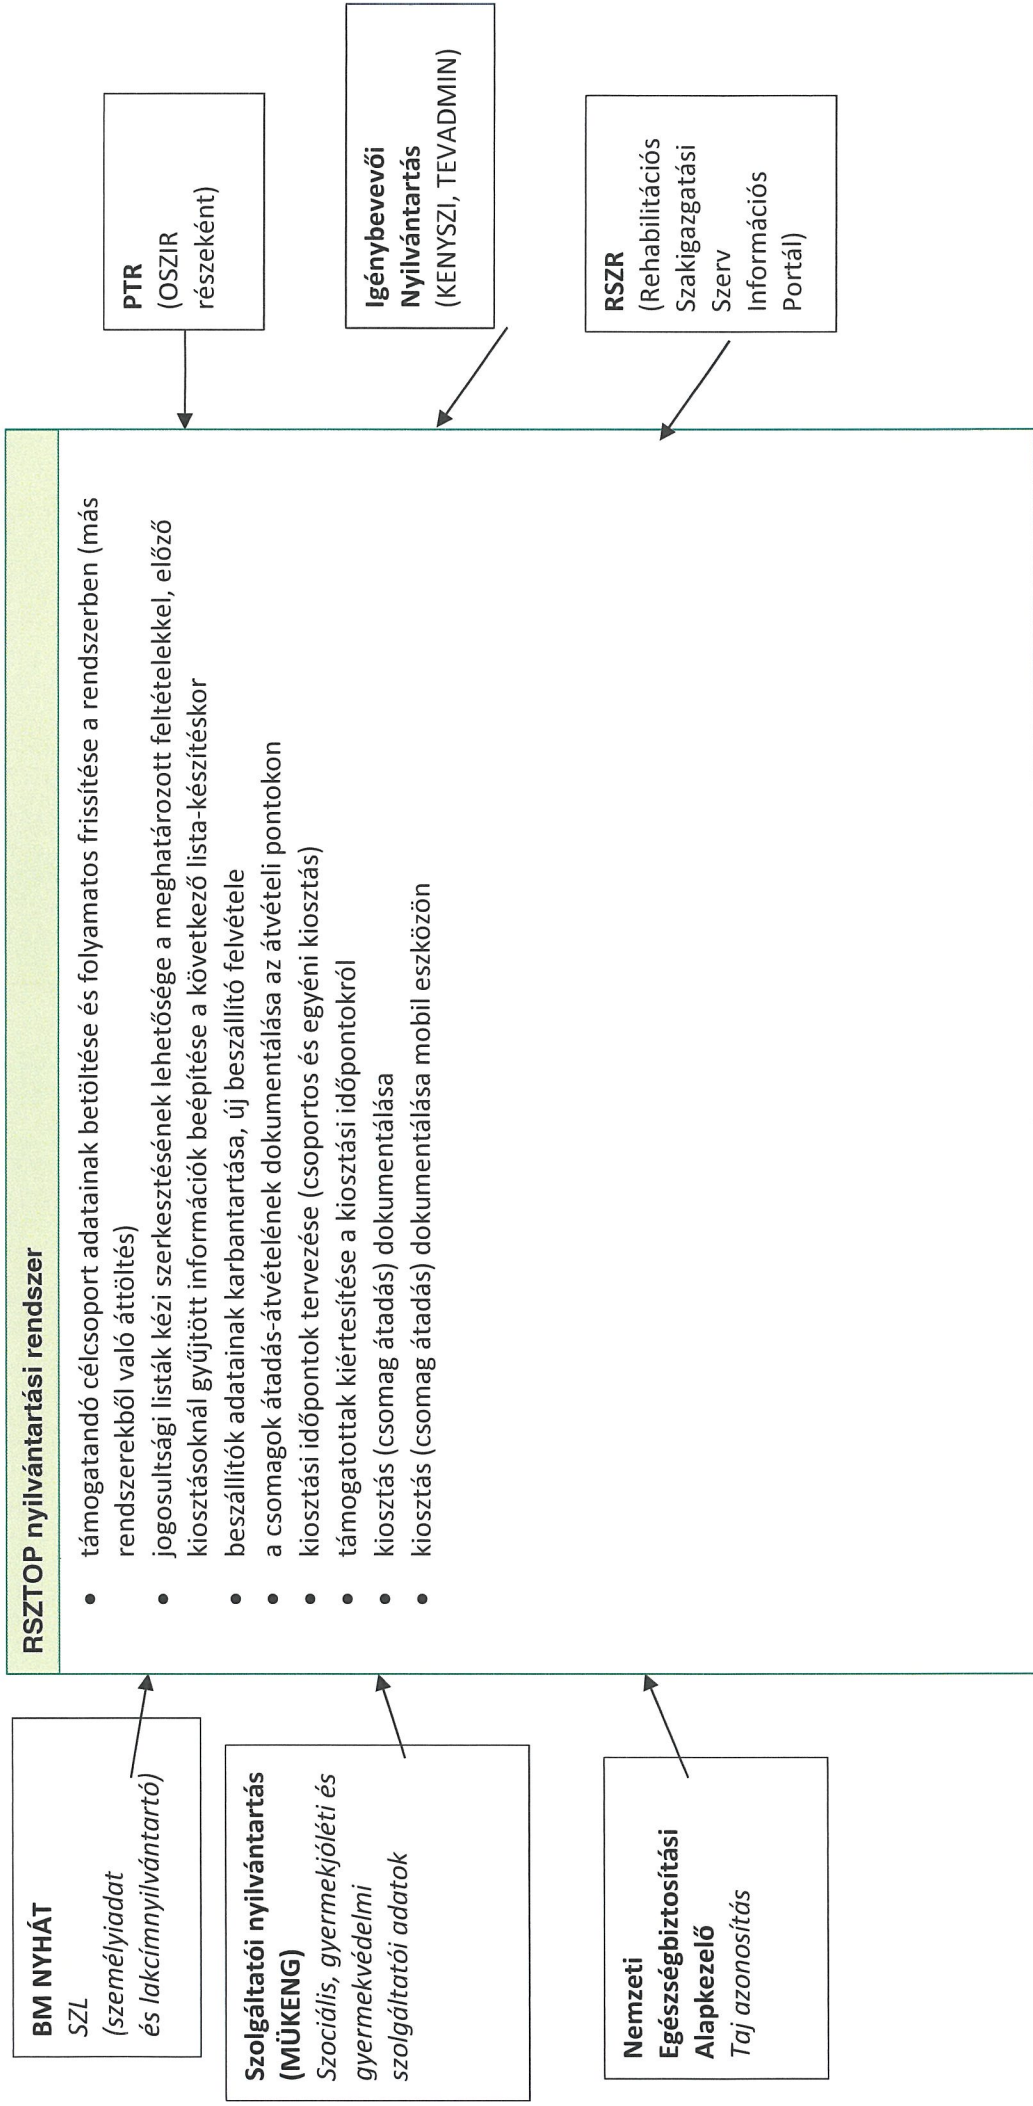 RSZTOP nyilvántartási rendszer
• támogatandó célcsoport adatainak betöltése és folyamatos frissítése a rendszerben (más
rendszerekből való áttöltés)
• jogosultsági listák kézi szerkesztésének lehetősége a meghatározott feltételekkel, előző
kiosztásoknál gyűjtött információk beépítése a következő lista-készítéskor
• beszállítók adatainak karbantartása, új beszállító felvétele
• a csomagok átadás-átvételének dokumentálása az átvételi pontokon
• kiosztási időpontok tervezése (csoportos és egyéni kiosztás)
• támogatottak kiértesítése a kiosztási időpontokról
• kiosztás (csomag átadás) dokumentálása
• kiosztás (csomag átadás) dokumentálása mobil eszközön
BM NYHÁT
SZL
(személyiadat
és lakcímnyilvántartó)
Szolgáltatói nyilvántartás
(MÜKENG)
Szociális, gyermekjóléti és
gyermekvédelmi
szolgáltatói adatok
Nemzeti
Egészségbiztosítási
Alapkezelő
Taj azonosítás
PTR
(OSZIR
részeként)
Igénybevevői
Nyilvántartás
(KENYSZI, TEVADMIN)
RSZR
(Rehabilitációs
Szakigazgatási
Szerv
Információs
Portál)